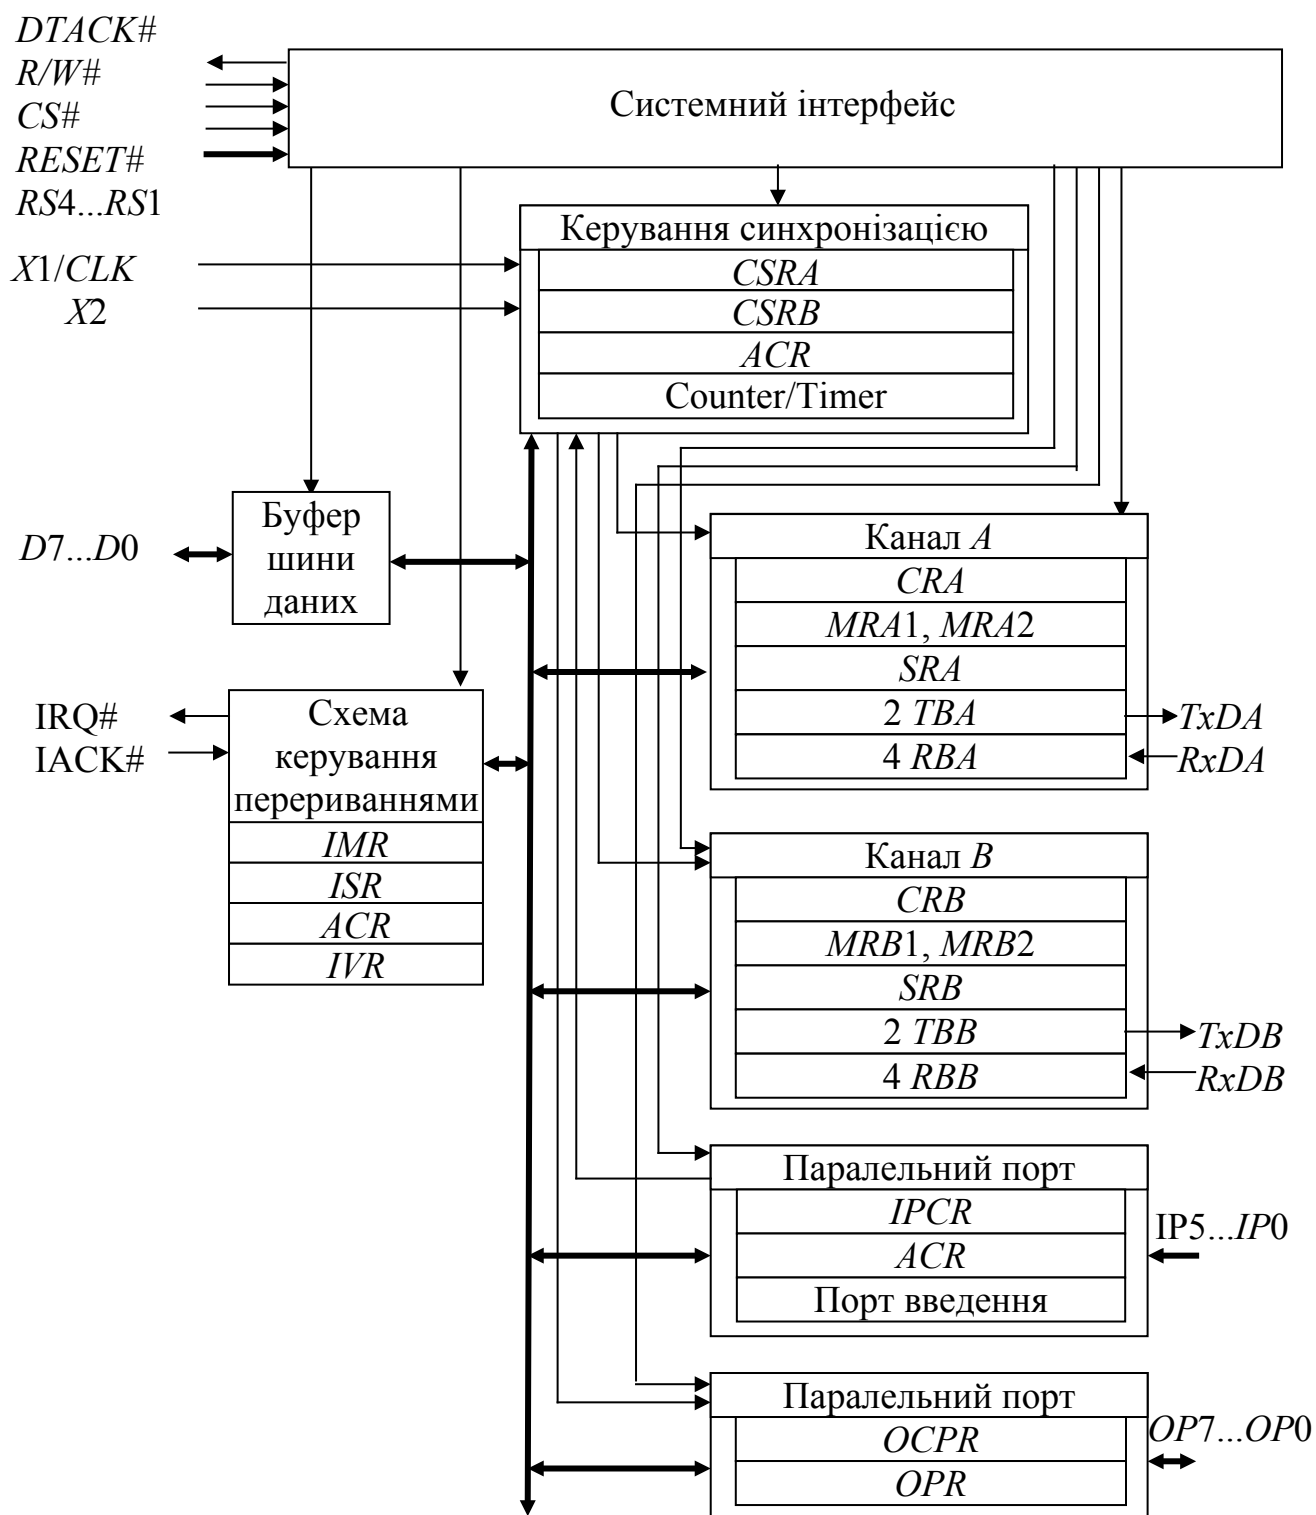 DTACK#
R/W#
CS#
RESET#
RS4...RS1
Системний інтерфейс
X1/CLK
X2
Керування синхронізацією
CSRA
CSRB
ACR
Counter/Timer
D7...D0
Буфер
шини
даних
IRQ#
IACK#
Схема
керування
перериваннями
IMR
ISR
ACR
IVR
Канал A
CRA
MRA1, MRA2
SRA
2 TBA
4 RBA
TxDA
RxDA
Канал B
CRB
MRB1, MRB2
SRB
2 TBB
4 RBB
TxDB
RxDB
Паралельний порт
IPCR
ACR
Порт введення
IP5...IP0
Паралельний порт
OCPR
OPR
OP7...OP0